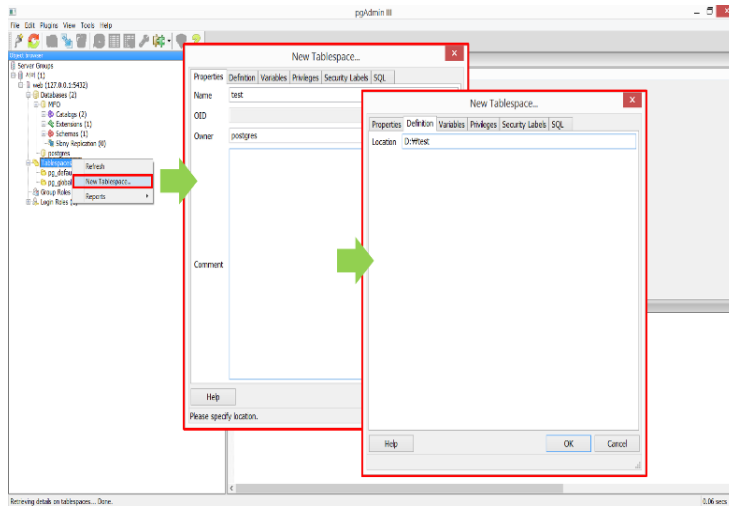 pgAdmin III
File Edit Plugins View Tools Help
Object browser
Server Groups
web (127.0.0.1:5432)
Databases (2)
MFD
Catalogs (2)
Extensions (1)
Schemas (1)
Slony Replication (0)
postgres
Tablespaces
pg_defau
pg_global
Group Roles
Login Roles
Refresh
New Tablespace...
Reports
New Tablespace...
Properties Definition Variables Privileges Security Labels SQL
Name test
OID
Owner postgres
Comment
Help
Please specify location.
New Tablespace...
Properties Definition Variables Privileges Security Labels SQL
Location D:₩test
Help OK Cancel
Retrieving details on tablespaces... Done.
0.06 secs